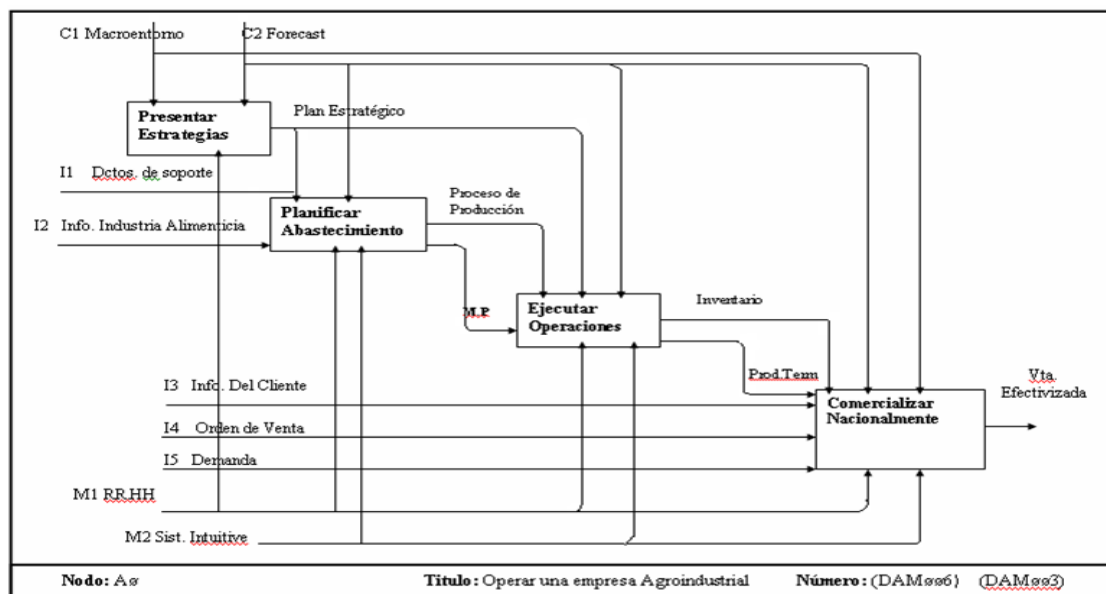 C1 Macroentorno
C2 Forecast
Presentar
Estrategias
Plan Estratégico
I1 Dctos. de soporte
I2 Info. Industria Alimenticia
Planificar
Abastecimiento
Proceso de
Producción
M.P.
Ejecutar
Operaciones
Inventario
Prod.Term
I3 Info. Del Cliente
I4 Orden de Venta
I5 Demanda
Comercializar
Nacionalmente
Vta.
Efectivizada
M1 RR.HH
M2 Sist. Intuitive
Nodo: Aø Titulo: Operar una empresa Agroindustrial Número: (DAMøø6) (DAMøø3)